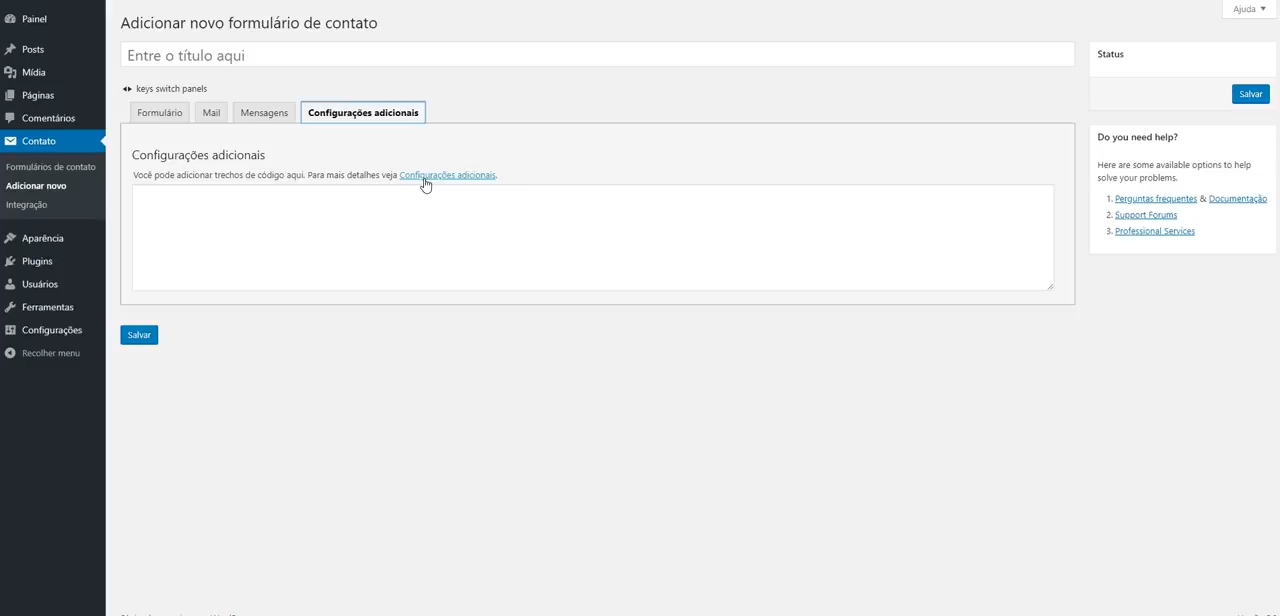 Painel
Posts
Mídia
Páginas
Comentários
Contato
Formulários de contato
Adicionar novo
Integração
Aparência
Plugins
Usuários
Ferramentas
Configurações
Recolher menu
Ajuda
Adicionar novo formulário de contato
Entre o título aqui
keys switch panels
Formulário Mail Mensagens Configurações adicionais
Configurações adicionais
Você pode adicionar trechos de código aqui. Para mais detalhes veja Configurações adicionais.
Salvar
Status
Salvar
Do you need help?
Here are some available options to help
solve your problems.
1. Perguntas frequentes & Documentação
2. Support Forums
3. Professional Services